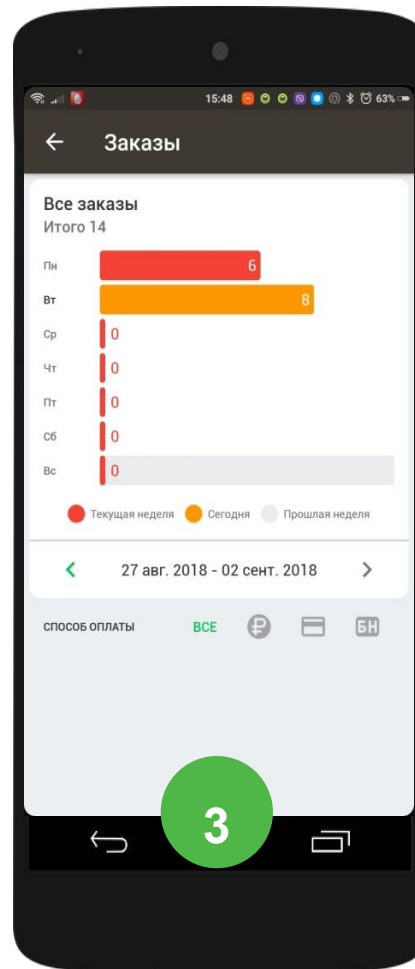 15:48 63%
Заказы
Все заказы
Итого 14
Пн 6
Вт 8
Ср 0
Чт 0
Пт 0
Сб 0
Вс 0
Текущая неделя Сегодня Прошлая неделя
27 авг. 2018 - 02 сент. 2018
СПОСОБ ОПЛАТЫ ВСЕ ₽ БН
3